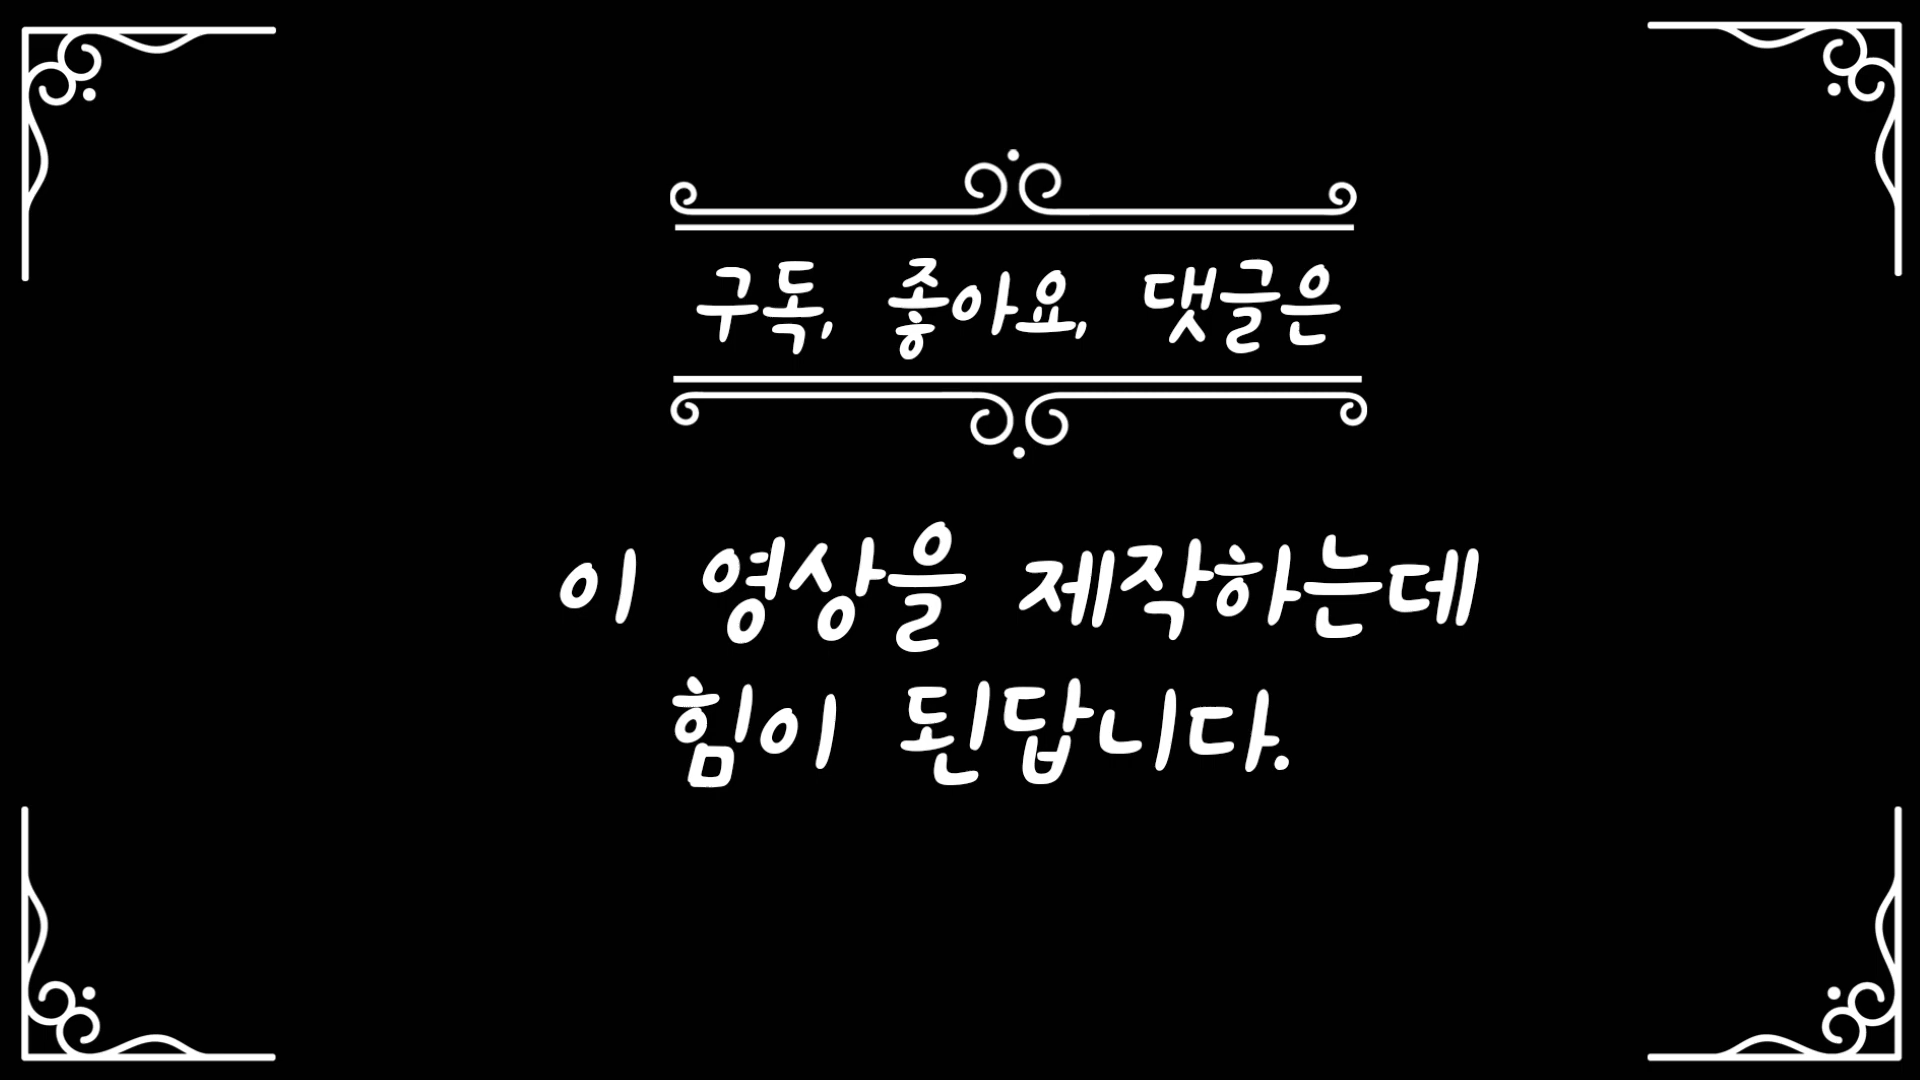 구독, 좋아요, 댓글은
이 영상을 제작하는데
힘이 된답니다.